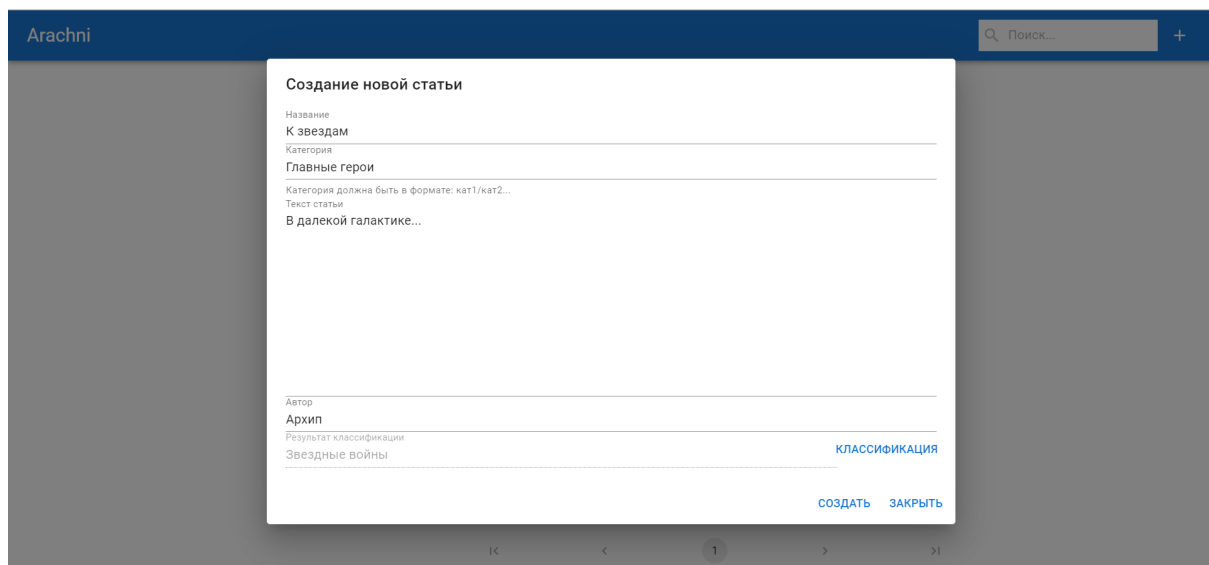 Arachni
Поиск...
+
Создание новой статьи
Название
К звездам
Категория
Главные герои
Категория должна быть в формате: кат1/кат2...
Текст статьи
В далекой галактике...
Автор
Архип
Результат классификации
Звездные войны
КЛАССИФИКАЦИЯ
СОЗДАТЬ ЗАКРЫТЬ
1